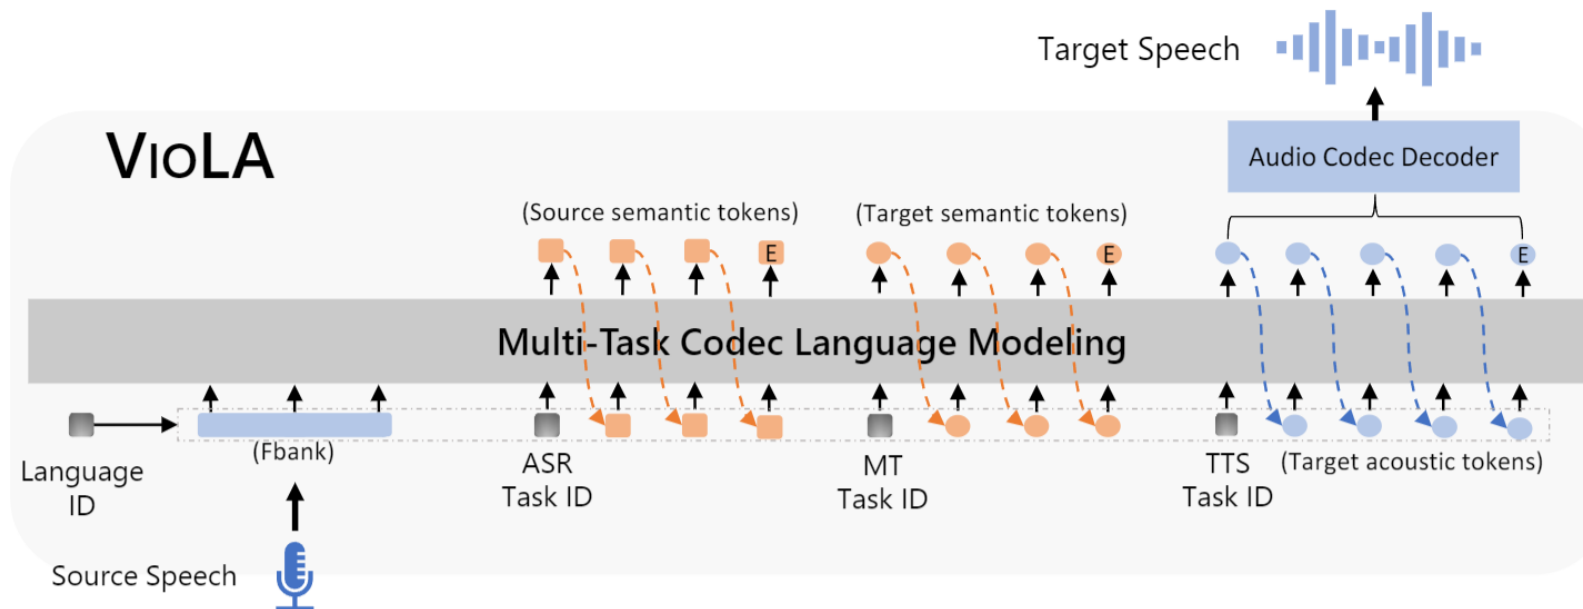 Target Speech
VIOLA
Audio Codec Decoder
(Source semantic tokens)
(Target semantic tokens)
E
E
E
Multi-Task Codec Language Modeling
(Fbank)
Language
ID
ASR
Task ID
MT
Task ID
TTS
Task ID
(Target acoustic tokens)
Source Speech